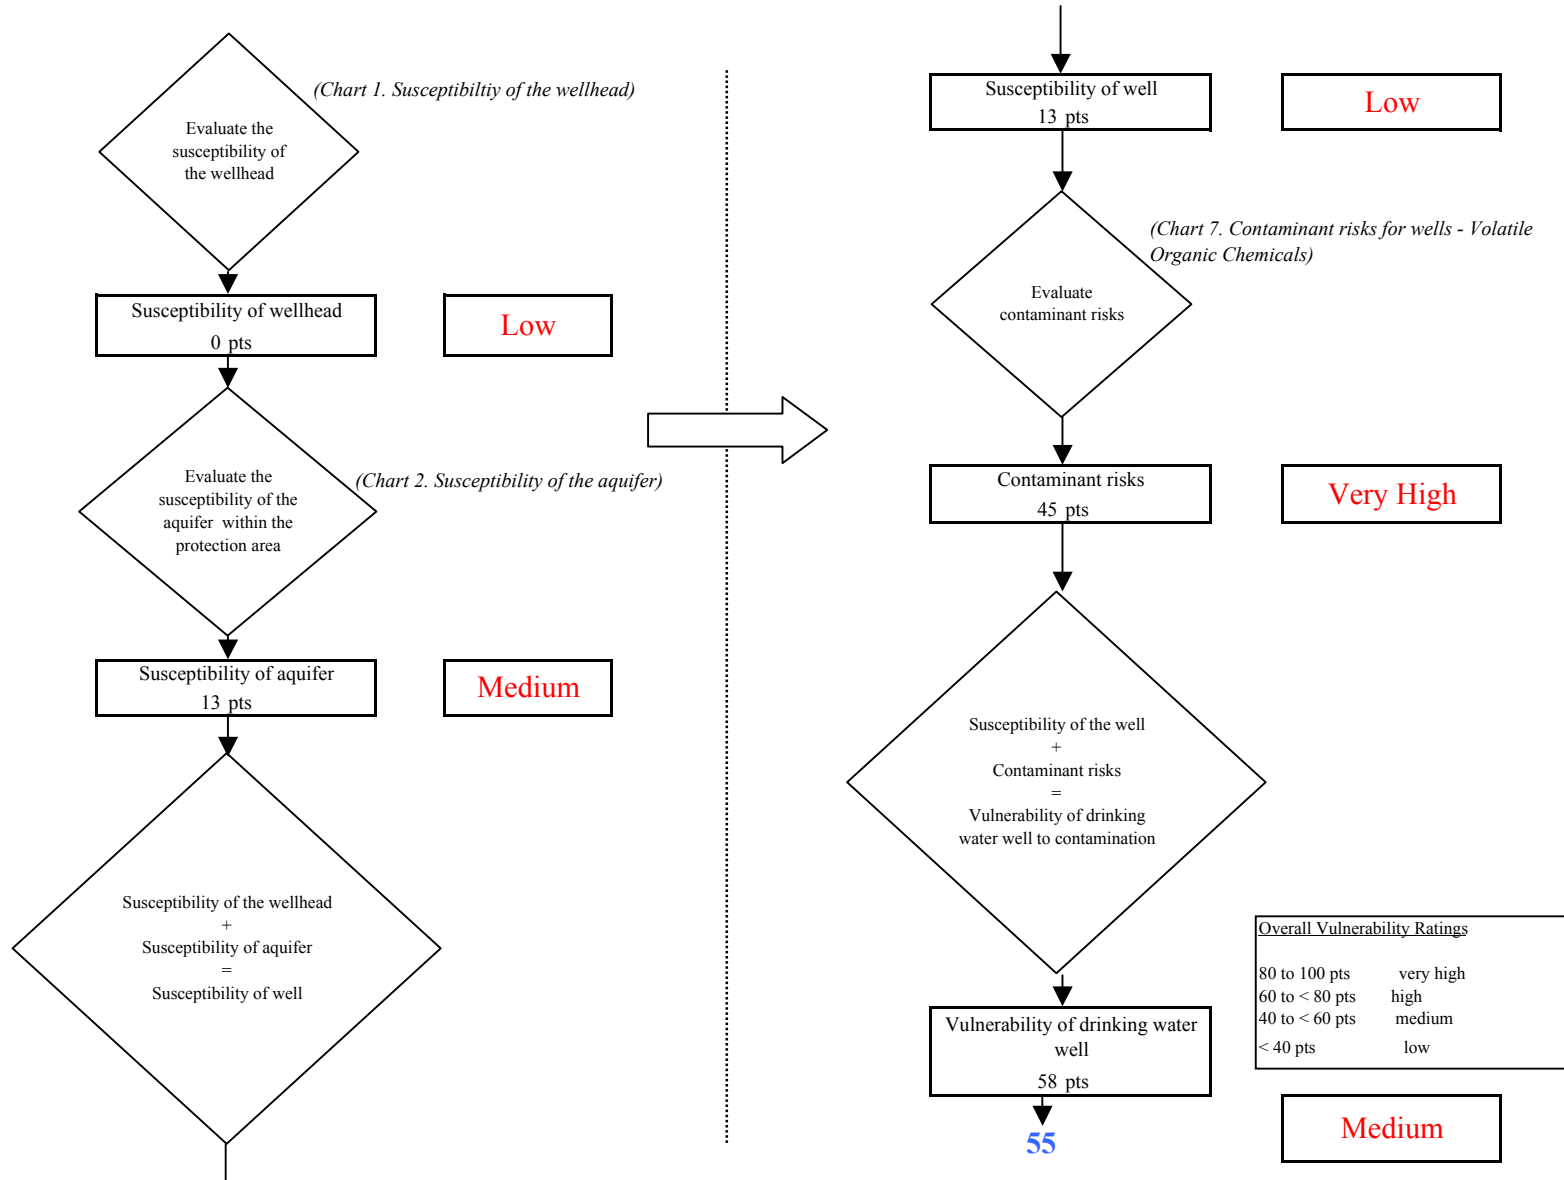 (Chart 1. Susceptibiltiy of the wellhead)
Evaluate the
susceptibility of
the wellhead
Susceptibility of wellhead
0 pts
Low
Evaluate the
susceptibility of the
aquifer within the
protection area
(Chart 2. Susceptibility of the aquifer)
Susceptibility of aquifer
13 pts
Medium
Susceptibility of the wellhead
+
Susceptibility of aquifer
=
Susceptibility of well
Susceptibility of well
13 pts
Low
(Chart 7. Contaminant risks for wells - Volatile
Organic Chemicals)
Evaluate
contaminant risks
Contaminant risks
45 pts
Very High
Susceptibility of the well
+
Contaminant risks
=
Vulnerability of drinking
water well to contamination
Overall Vulnerability Ratings
80 to 100 pts very high
60 to < 80 pts high
40 to < 60 pts medium
< 40 pts low
Vulnerability of drinking water
well
58 pts
55
Medium